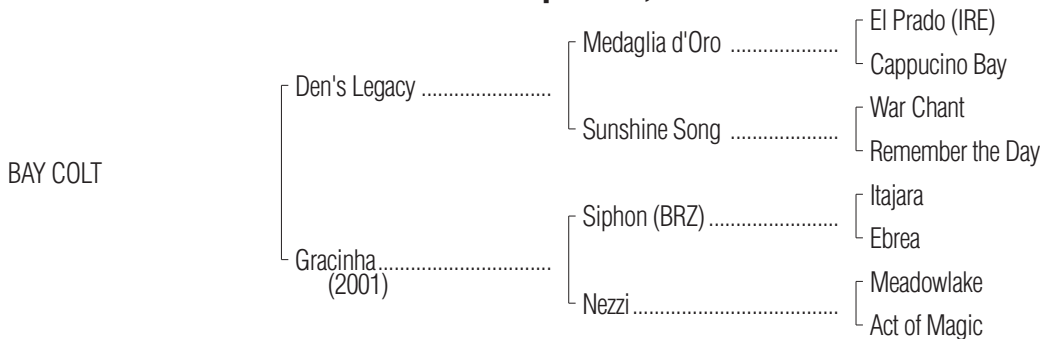 El Prado (IRE)
Medaglia d'Oro .....................
Cappucino Bay
Den's Legacy .........................
War Chant
Sunshine Song .....................
Remember the Day
BAY COLT
Itajara
Siphon (BRZ) .........................
Ebrea
Gracinha.................................
(2001)
Meadowlake
Nezzi .......................................
Act of Magic